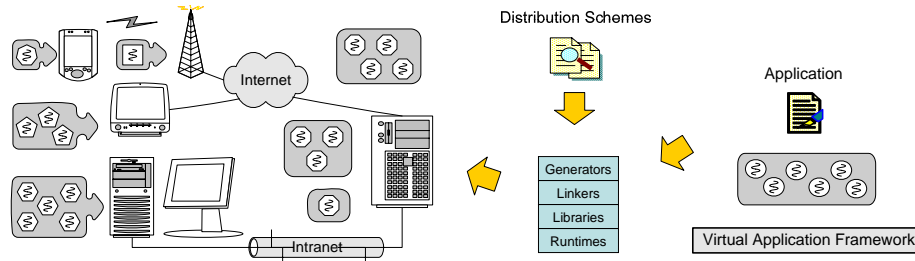 Distribution Schemes
Internet
Application
Generators
Linkers
Libraries
Runtimes
Intranet
Virtual Application Framework